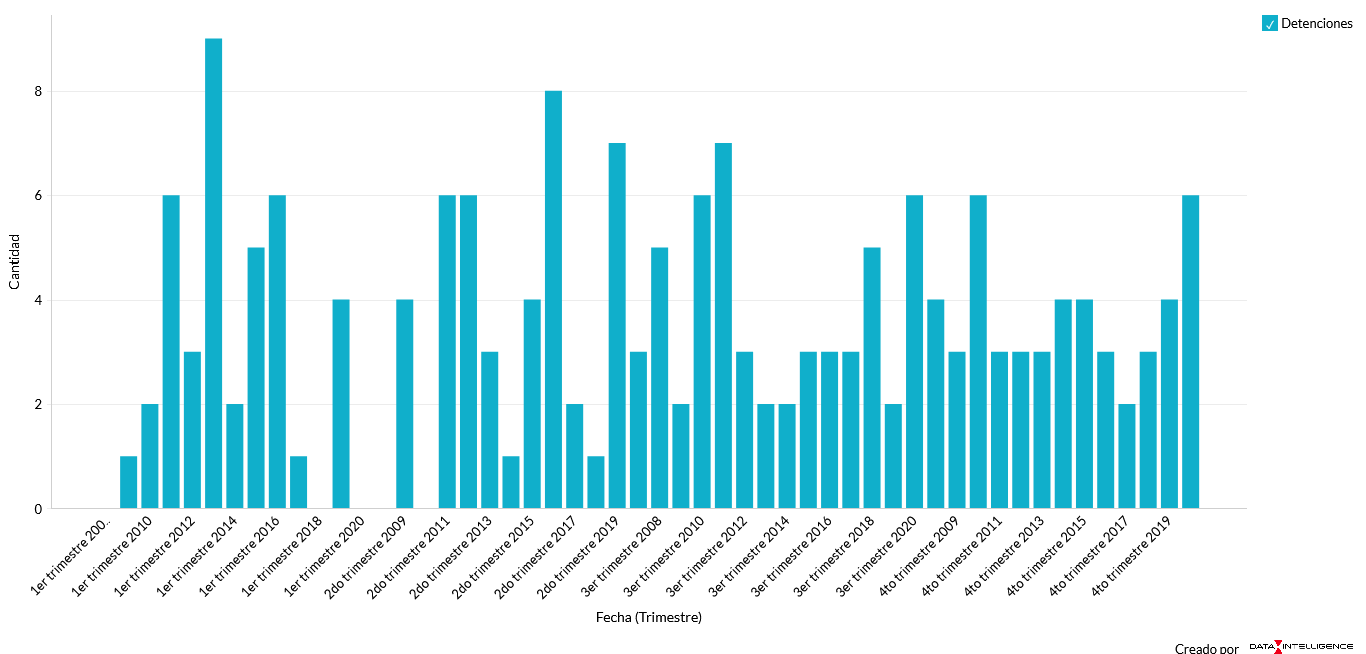 Detenciones
8
6
4
2
0
Cantidad
1er trimestre 200..
1er trimestre 2010
1er trimestre 2012
1er trimestre 2014
1er trimestre 2016
1er trimestre 2018
1er trimestre 2020
2do trimestre 2009
2do trimestre 2011
2do trimestre 2013
2do trimestre 2015
2do trimestre 2017
2do trimestre 2019
3er trimestre 2008
3er trimestre 2010
3er trimestre 2012
3er trimestre 2014
3er trimestre 2016
3er trimestre 2018
3er trimestre 2020
4to trimestre 2009
4to trimestre 2011
4to trimestre 2013
4to trimestre 2015
4to trimestre 2017
4to trimestre 2019
Fecha (Trimestre)
Creado por DATA INTELLIGENCE